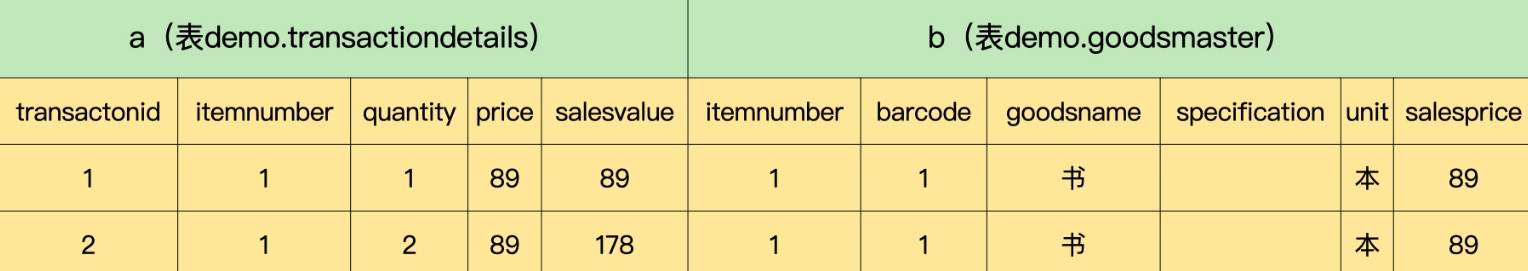 a（表demo.transactiondetails） b（表demo.goodsmaster）
transactonid itemnumber quantity price salesvalue itemnumber barcode goodsname specification unit salesprice
1 1 1 89 89 1 1 书 本 89
2 1 2 89 178 1 1 书 本 89